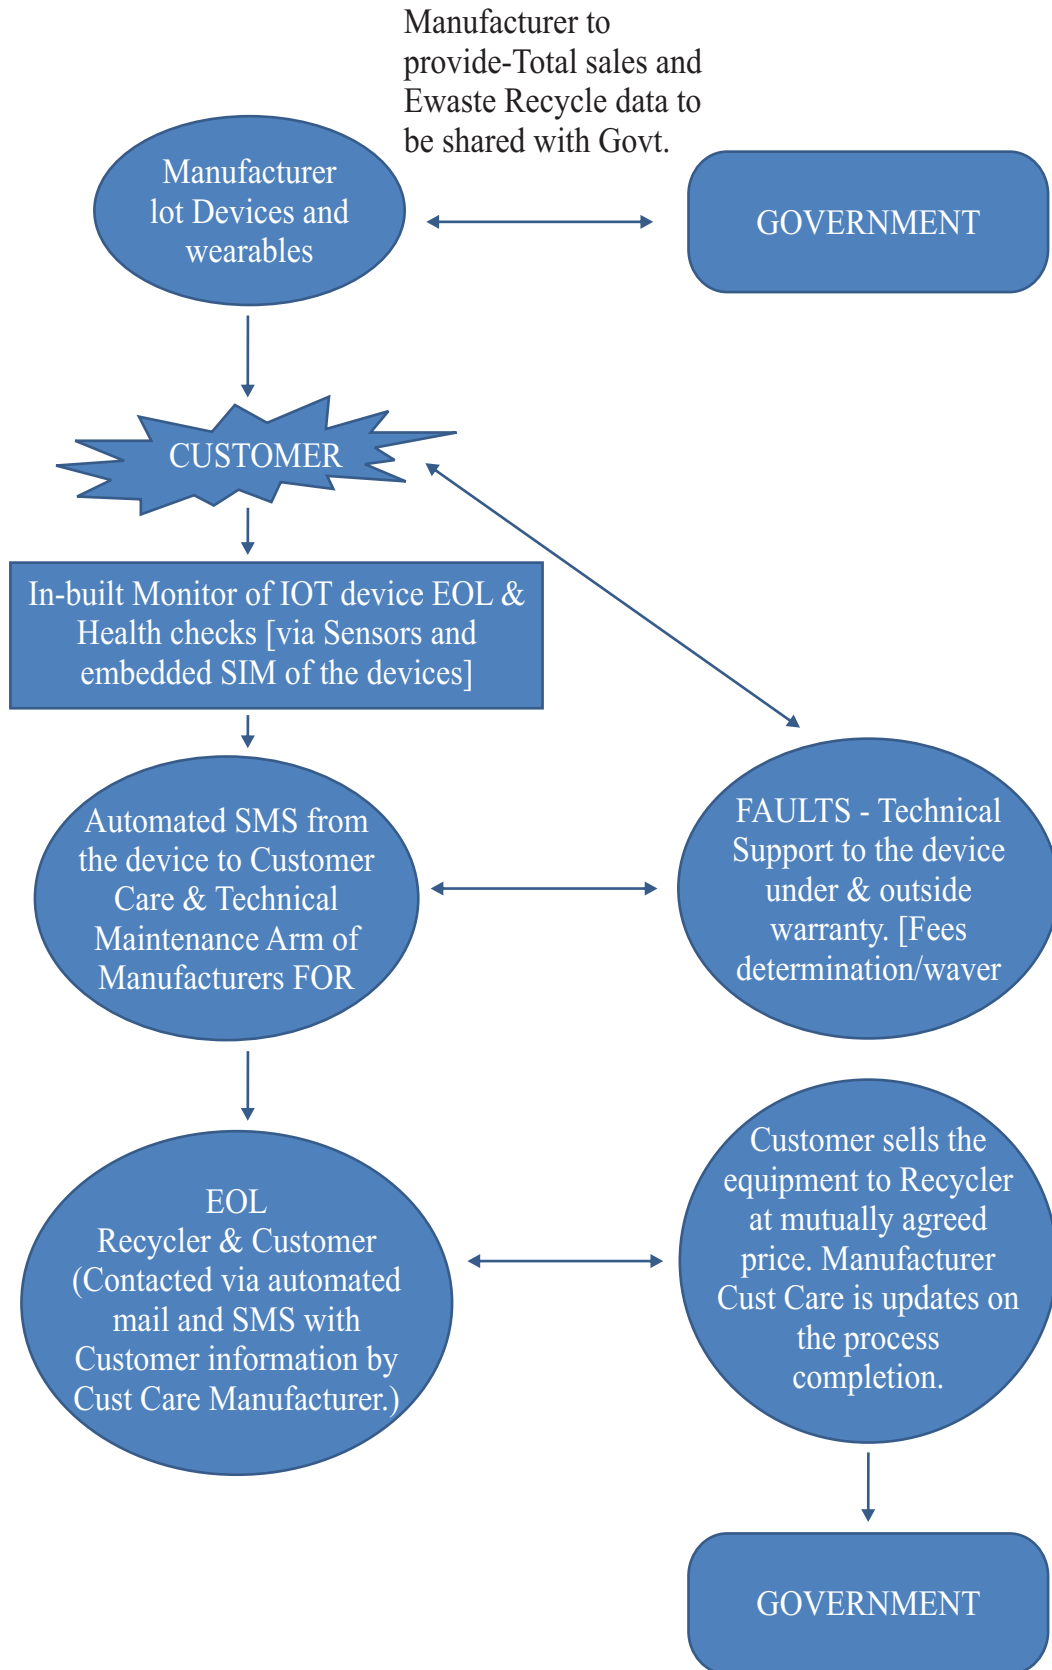 Manufacturer to
provide-Total sales and
Ewaste Recycle data to
be shared with Govt.
Manufacturer
lot Devices and
wearables
GOVERNMENT
CUSTOMER
In-built Monitor of IOT device EOL &
Health checks [via Sensors and
embedded SIM of the devices]
Automated SMS from
the device to Customer
Care & Technical
Maintenance Arm of
Manufacturers FOR
FAULTS - Technical
Support to the device
under & outside
warranty. [Fees
determination/waver
EOL
Recycler & Customer
(Contacted via automated
mail and SMS with
Customer information by
Cust Care Manufacturer.)
Customer sells the
equipment to Recycler
at mutually agreed
price. Manufacturer
Cust Care is updates on
the process
completion.
GOVERNMENT